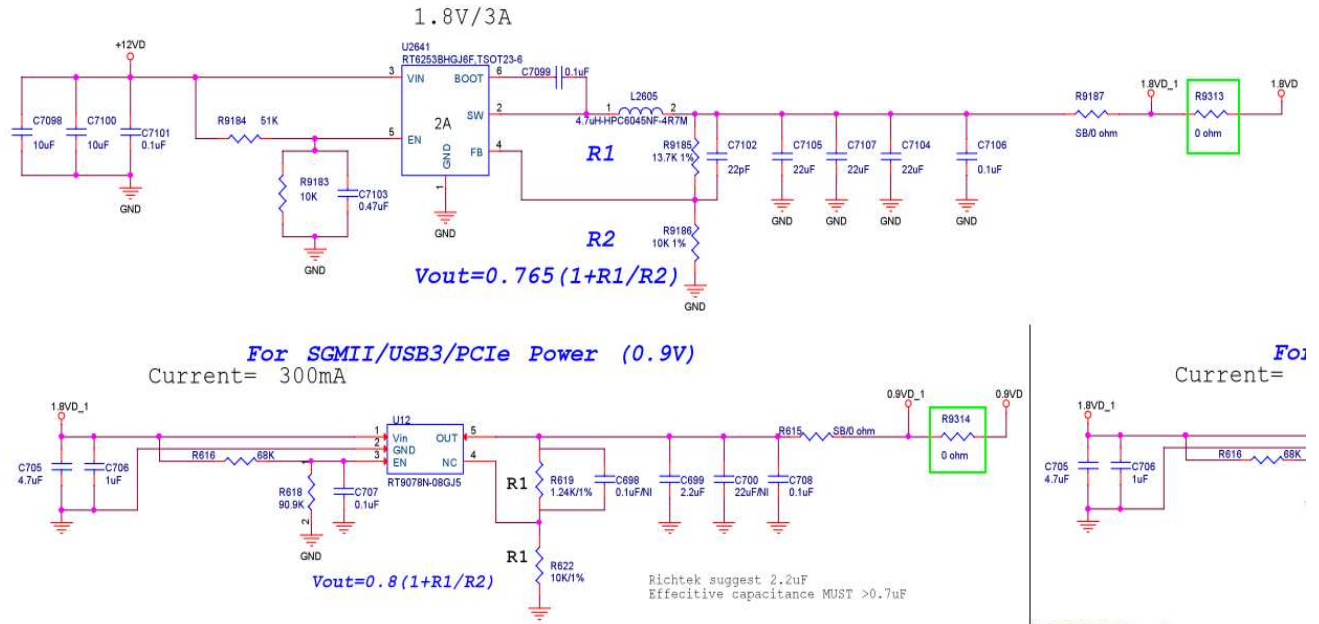 1.8V/3A
+12VD
U2641
RT6253BHGJ6F,TSOT23-6
3 VIN
BOOT 6
C7099 0.1uF
SW 2
1 L2605 2
4.7uH-HPC6045NF-4R7M
2A
5 EN
FB 4
GND
1
GND
C7098
10uF
C7100
10uF
C7101
0.1uF
GND
R9184 51K
R9183
10K
C7103
0.47uF
GND
R1
R9185
13.7K 1%
C7102
22pF
C7105
22uF
C7107
22uF
C7104
22uF
C7106
0.1uF
GND
GND
GND
GND
R2
R9186
10K 1%
GND
R9187
SB/0 ohm
1.8VD_1
R9313
0 ohm
1.8VD
Vout=0.765(1+R1/R2)
For SGMII/USB3/PCIe Power (0.9V)
Current= 300mA
1.8VD_1
U12
1 Vin
2 GND
3 EN
OUT 5
NC 4
RT9078N-08GJ5
C705
4.7uF
C706
1uF
R616 68K
1
R618
90.9K
2
GND
C707
0.1uF
R1
R619
1.24K/1%
C698
0.1uF/NI
C699
2.2uF
C700
22uF/NI
C708
0.1uF
R1
R622
10K/1%
R615 SB/0 ohm
0.9VD_1
R9314
0 ohm
0.9VD
Vout=0.8(1+R1/R2)
Richtek suggest 2.2uF
Effecitive capacitance MUST >0.7uF
Current=
1.8VD_1
C705
4.7uF
C706
1uF
R616 68K